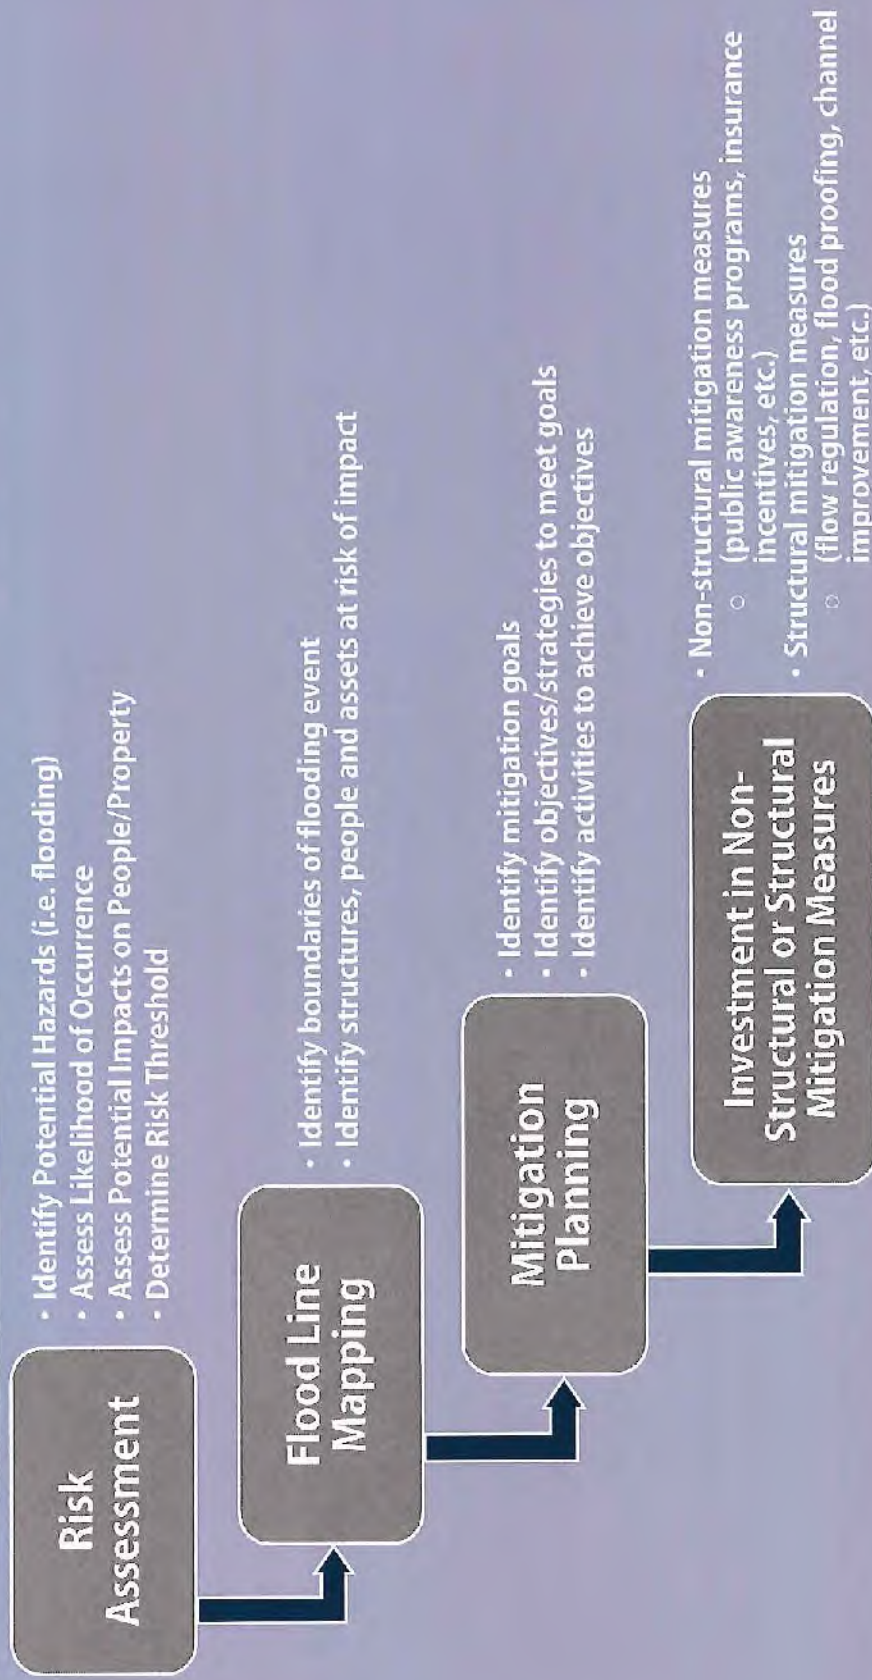 Risk
Assessment
• Identify Potential Hazards (i.e. flooding)
• Assess Likelihood of Occurrence
• Assess Potential Impacts on People/Property
• Determine Risk Threshold
Flood Line
Mapping
• Identify boundaries of flooding event
• Identify structures, people and assets at risk of impact
Mitigation
Planning
• Identify mitigation goals
• Identify objectives/strategies to meet goals
• Identify activities to achieve objectives
Investment in Non-
Structural or Structural
Mitigation Measures
• Non-structural mitigation measures
○ (public awareness programs, insurance
incentives, etc.)
• Structural mitigation measures
○ (flow regulation, flood proofing, channel
improvement, etc.)